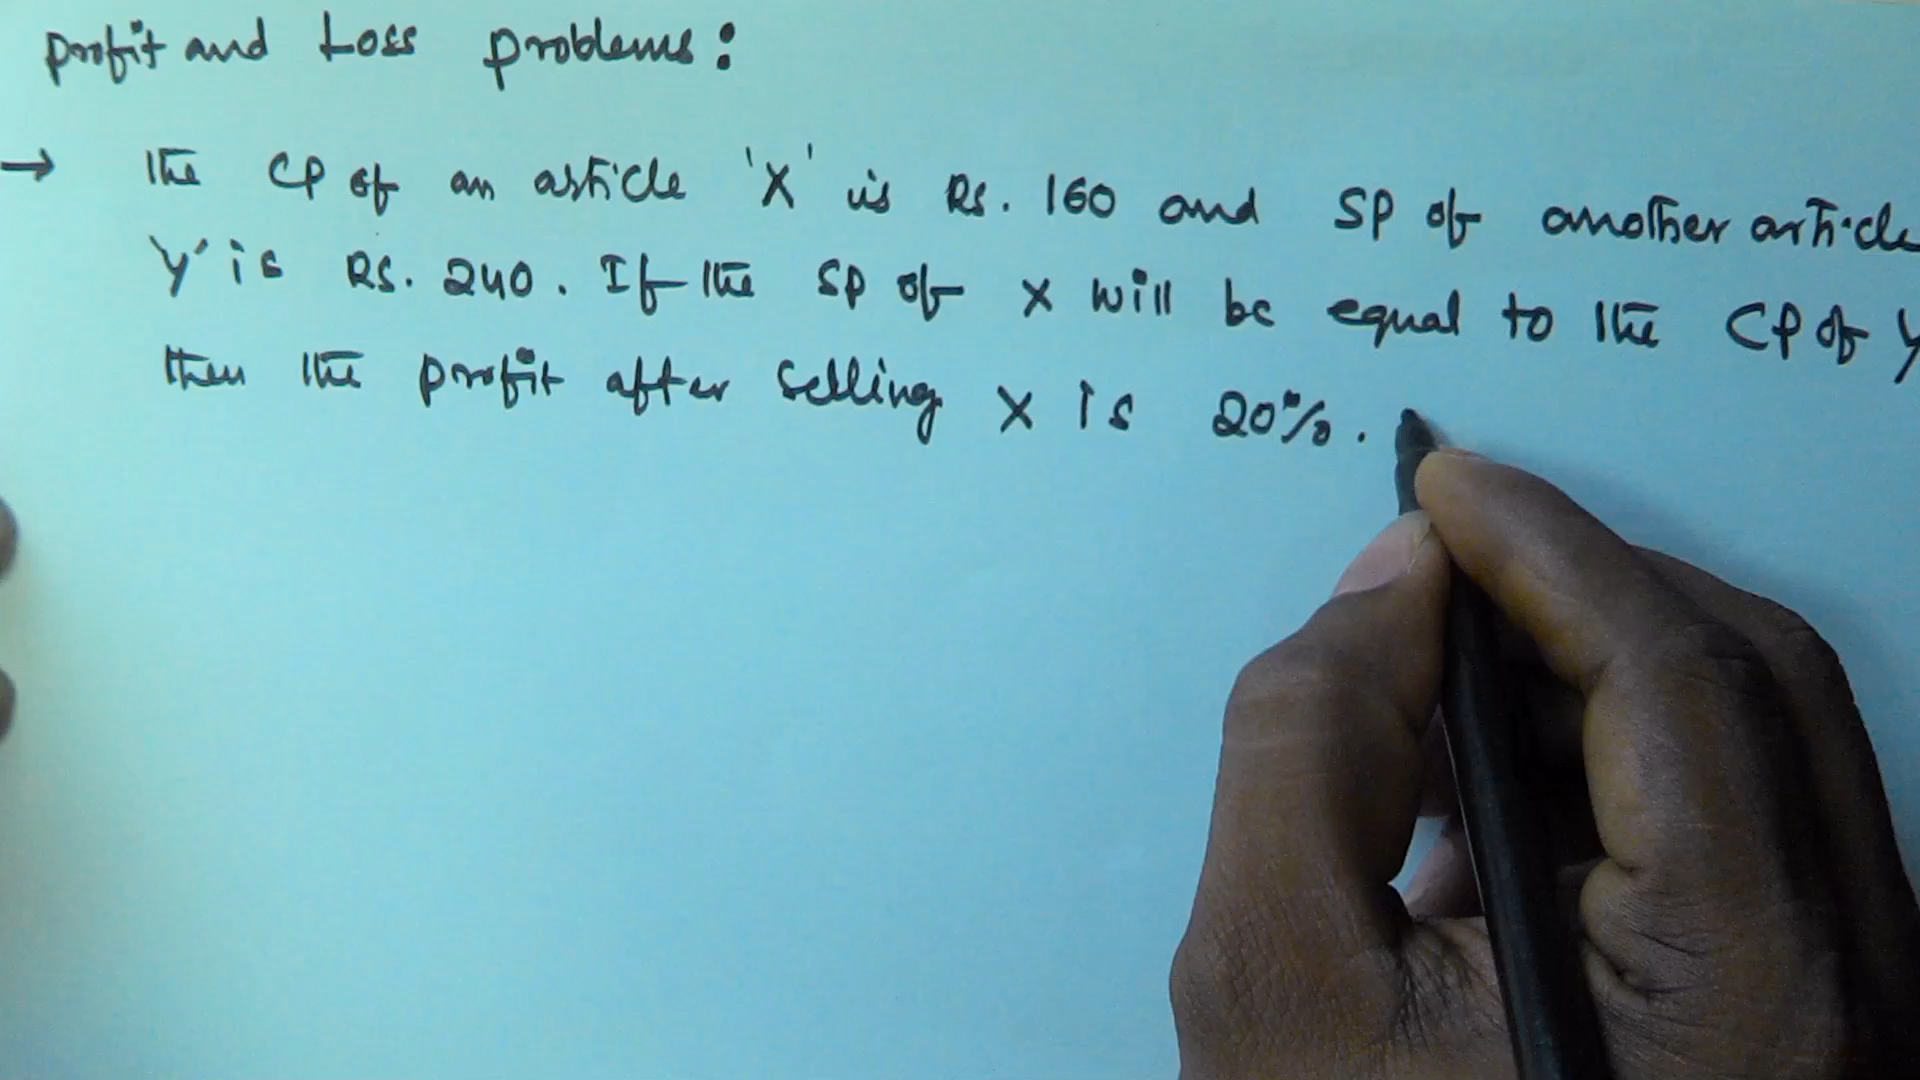 Profit and Loss problems:
→ The CP of an article 'X' is Rs. 160 and SP of another article
Y' is Rs. 240. If the SP of X will be equal to the CP of Y
then the profit after selling X is 20%.